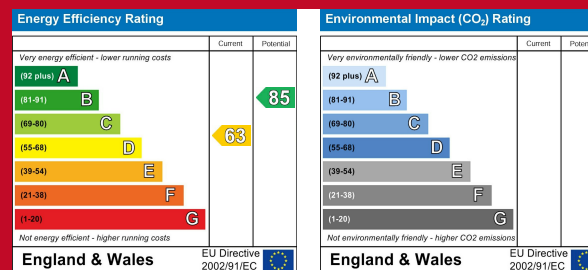 Energy Efficiency Rating
Current Potential
Very energy efficient - lower running costs
(92 plus) A
(81-91) B
(69-80) C
(55-68) D
(39-54) E
(21-38) F
(1-20) G
63
85
Not energy efficient - higher running costs
England & Wales
EU Directive
2002/91/EC
Environmental Impact (CO₂) Rating
Current Poten
Very environmentally friendly - lower CO2 emissions
(92 plus) A
(81-91) B
(69-80) C
(55-68) D
(39-54) E
(21-38) F
(1-20) G
Not environmentally friendly - higher CO2 emissions
England & Wales
EU Directive
2002/91/EC